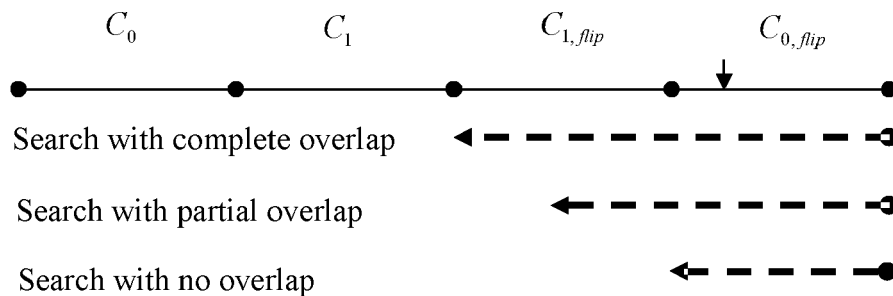 C₀ C₁ C₁,flip C₀,flip
Search with complete overlap
Search with partial overlap
Search with no overlap